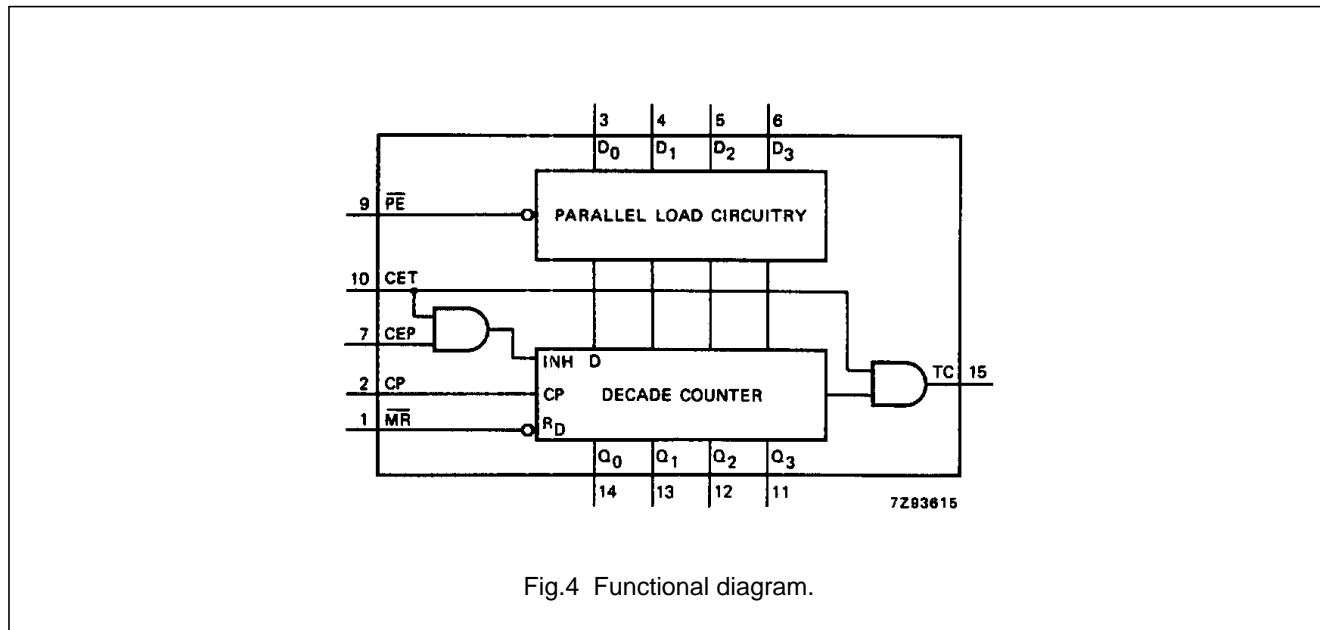 3 4 5 6
D0 D1 D2 D3
9 PE
PARALLEL LOAD CIRCUITRY
10 CET
7 CEP
INH D
TC 15
2 CP
CP DECADE COUNTER
1 MR
RD
Q0 Q1 Q2 Q3
14 13 12 11
7Z93615
Fig.4 Functional diagram.